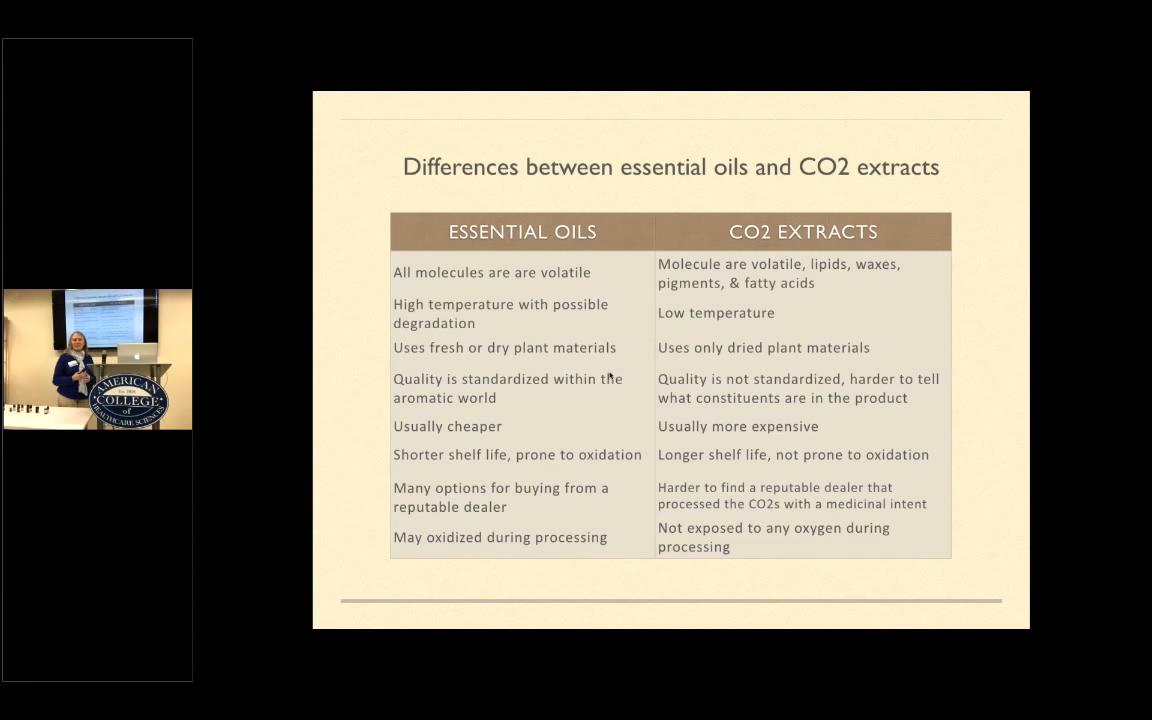 Differences between essential oils and CO2 extracts
ESSENTIAL OILS
CO2 EXTRACTS
All molecules are are volatile
Molecule are volatile, lipids, waxes,
pigments, & fatty acids
High temperature with possible
degradation
Low temperature
Uses fresh or dry plant materials
Uses only dried plant materials
Quality is standardized within the
aromatic world
Quality is not standardized, harder to tell
what constituents are in the product
Usually cheaper
Usually more expensive
Shorter shelf life, prone to oxidation
Longer shelf life, not prone to oxidation
Many options for buying from a
reputable dealer
Harder to find a reputable dealer that
processed the CO2s with a medicinal intent
May oxidized during processing
Not exposed to any oxygen during
processing
AMERICAN
COLLEGE
of
HEALTHCARE SCIENCES